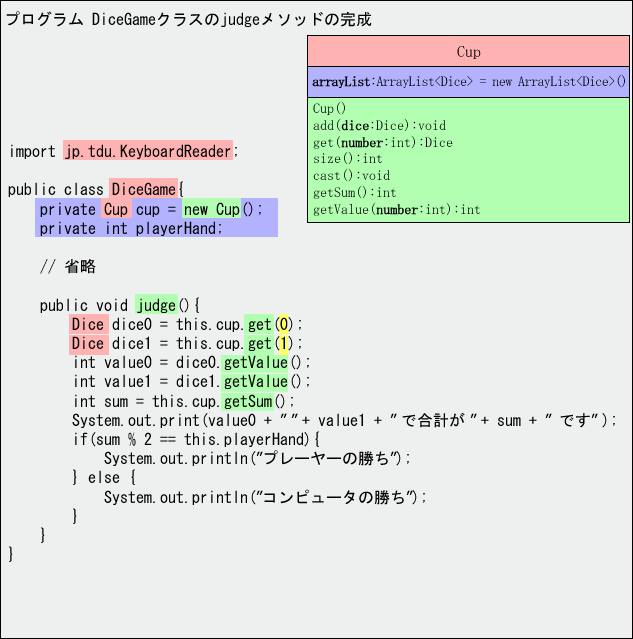 プログラム DiceGameクラスのjudgeメソッドの完成
Cup
arrayList:ArrayList<Dice> = new ArrayList<Dice>()
Cup()
add(dice:Dice):void
get(number:int):Dice
size():int
cast():void
getSum():int
getValue(number:int):int
import jp.tdu.KeyboardReader;
public class DiceGame{
private Cup cup = new Cup();
private int playerHand;
// 省略
public void judge(){
Dice dice0 = this.cup.get(0);
Dice dice1 = this.cup.get(1);
int value0 = dice0.getValue();
int value1 = dice1.getValue();
int sum = this.cup.getSum();
System.out.print(value0 + " "+ value1 + " で合計が "+ sum + " です");
if(sum % 2 == this.playerHand){
System.out.println("プレーヤーの勝ち");
} else {
System.out.println("コンピュータの勝ち");
}
}
}